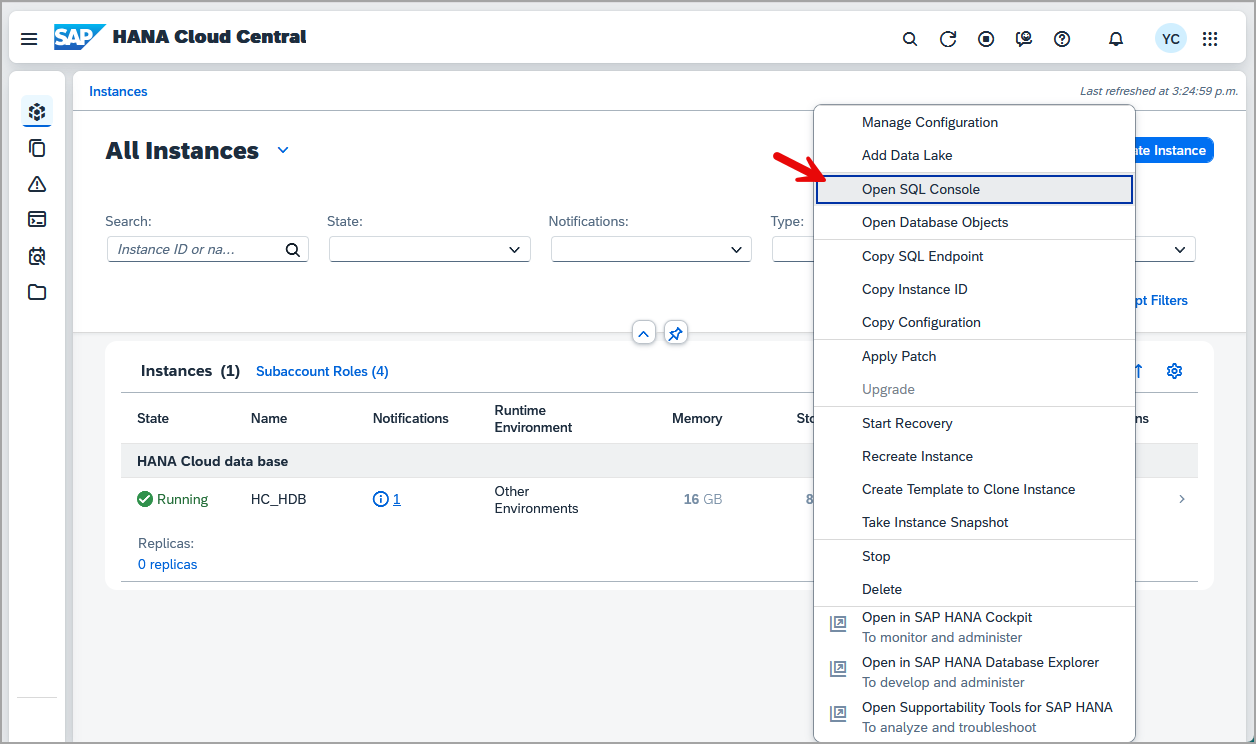 SAP HANA Cloud Central
YC
Instances
Last refreshed at 3:24:59 p.m.
All Instances
Instance
Search:
State:
Notifications:
Type:
Instance ID or na...
Filters
Manage Configuration
Add Data Lake
Open SQL Console
Open Database Objects
Copy SQL Endpoint
Copy Instance ID
Copy Configuration
Apply Patch
Upgrade
Start Recovery
Recreate Instance
Create Template to Clone Instance
Take Instance Snapshot
Stop
Delete
Open in SAP HANA Cockpit
To monitor and administer
Open in SAP HANA Database Explorer
To develop and administer
Open Supportability Tools for SAP HANA
To analyze and troubleshoot
Instances (1)
Subaccount Roles (4)
State
Name
Notifications
Runtime
Environment
Memory
HANA Cloud data base
Running
HC_HDB
1
Other
Environments
16 GB
Replicas:
0 replicas